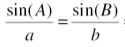 sin(A)/a = sin(B)/b =